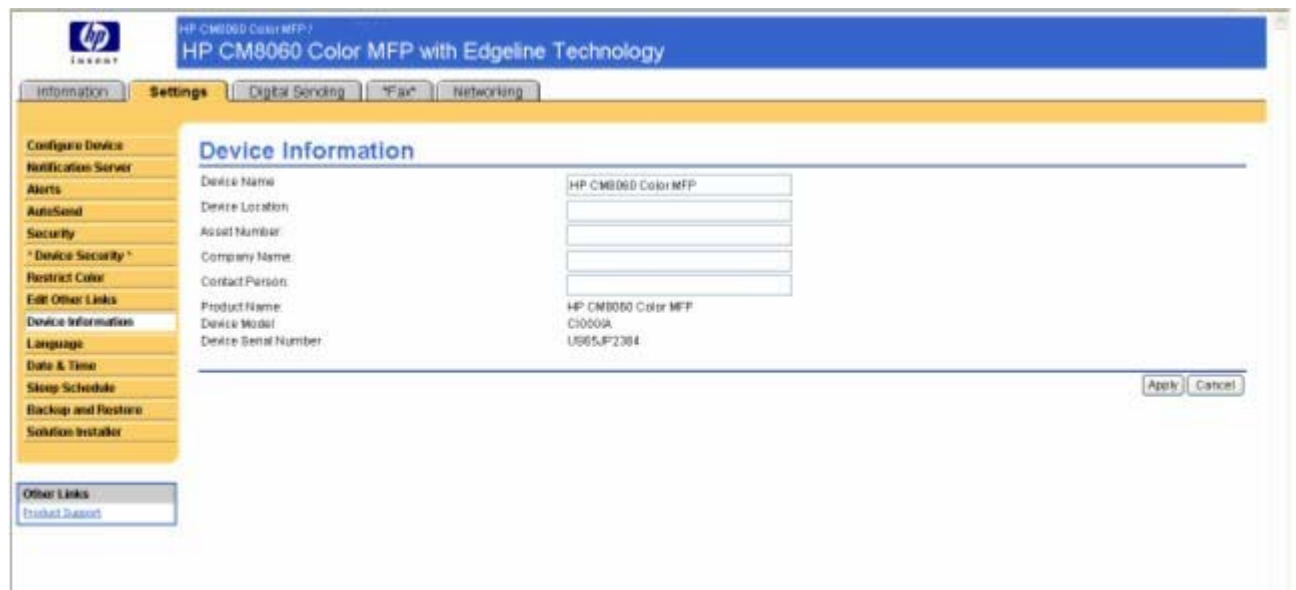 hp
invent
HP CM8060 Color MFP /
HP CM8060 Color MFP with Edgeline Technology
Information
Settings
Digital Sending
*Fax*
Networking
Configure Device
Notification Server
Alerts
AutoSend
Security
* Device Security *
Restrict Color
Edit Other Links
Device Information
Language
Date & Time
Sleep Schedule
Backup and Restore
Solution Installer
Other Links
Product Support
Device Information
Device Name HP CM8060 Color MFP
Device Location
Asset Number:
Company Name:
Contact Person:
Product Name: HP CM8060 Color MFP
Device Model
Device Serial Number
Apply Cancel